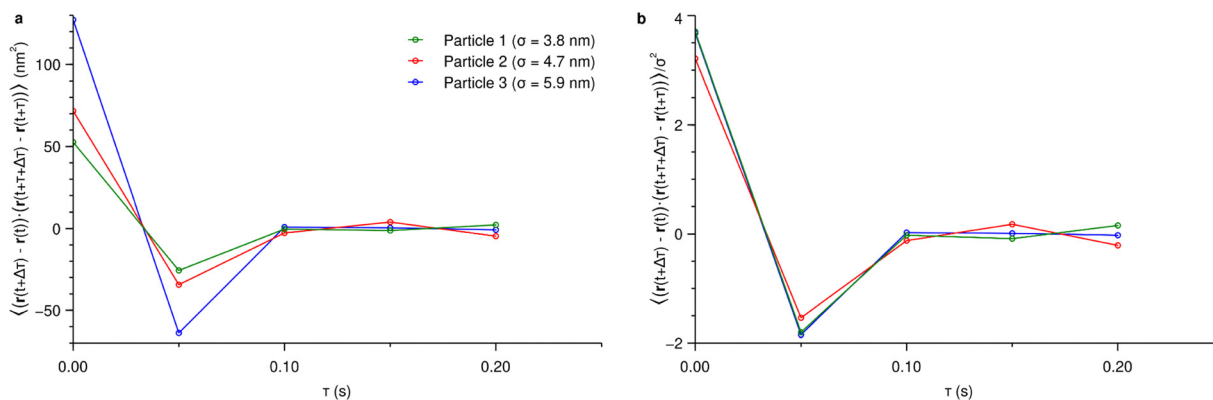 a
⟨(r(t+Δτ) - r(t))·(r(t+τ+Δτ) - r(t+τ))⟩ (nm²)
100
50
0
−50
Particle 1 (σ = 3.8 nm)
Particle 2 (σ = 4.7 nm)
Particle 3 (σ = 5.9 nm)
0.00
0.10
0.20
τ (s)
b
⟨(r(t+Δτ) - r(t))·(r(t+τ+Δτ) - r(t+τ))⟩/σ²
4
2
0
−2
0.00
0.10
0.20
τ (s)